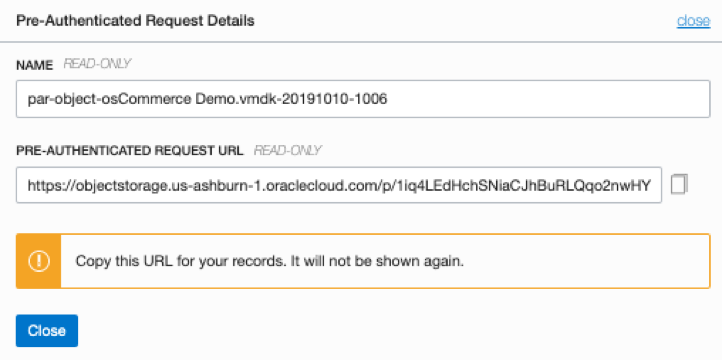 Pre-Authenticated Request Details close
NAME READ-ONLY
par-object-osCommerce Demo.vmdk-20191010-1006
PRE-AUTHENTICATED REQUEST URL READ-ONLY
https://objectstorage.us-ashburn-1.oraclecloud.com/p/1iq4LEdHchSNiaCJhBuRLQqo2nwHY
Copy this URL for your records. It will not be shown again.
Close